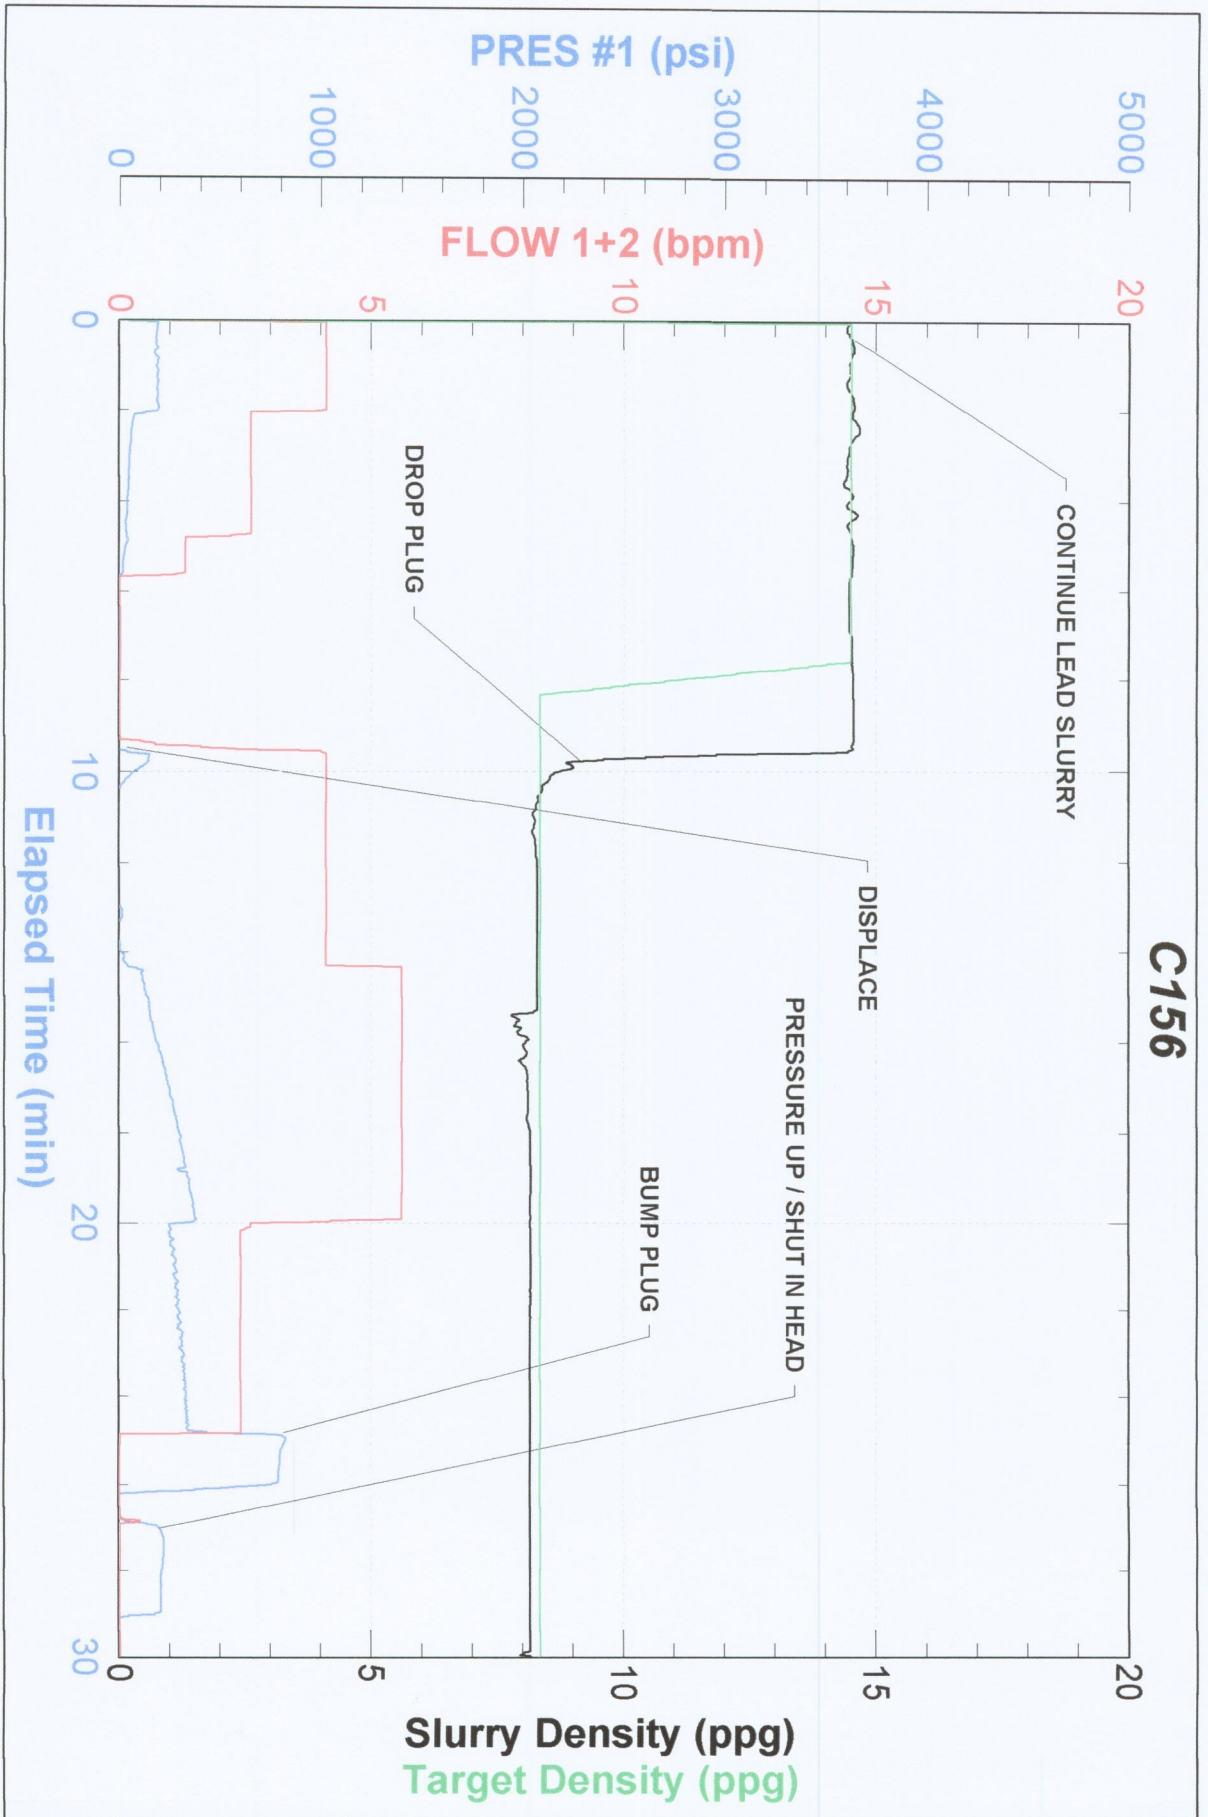 C156
PRES #1 (psi)
5000
4000
3000
2000
1000
0
FLOW 1+2 (bpm)
20
15
10
5
0
CONTINUE LEAD SLURRY
DROP PLUG
DISPLACE
PRESSURE UP / SHUT IN HEAD
BUMP PLUG
20
15
10
5
0
Slurry Density (ppg)
Target Density (ppg)
0
10
20
30
Elapsed Time (min)